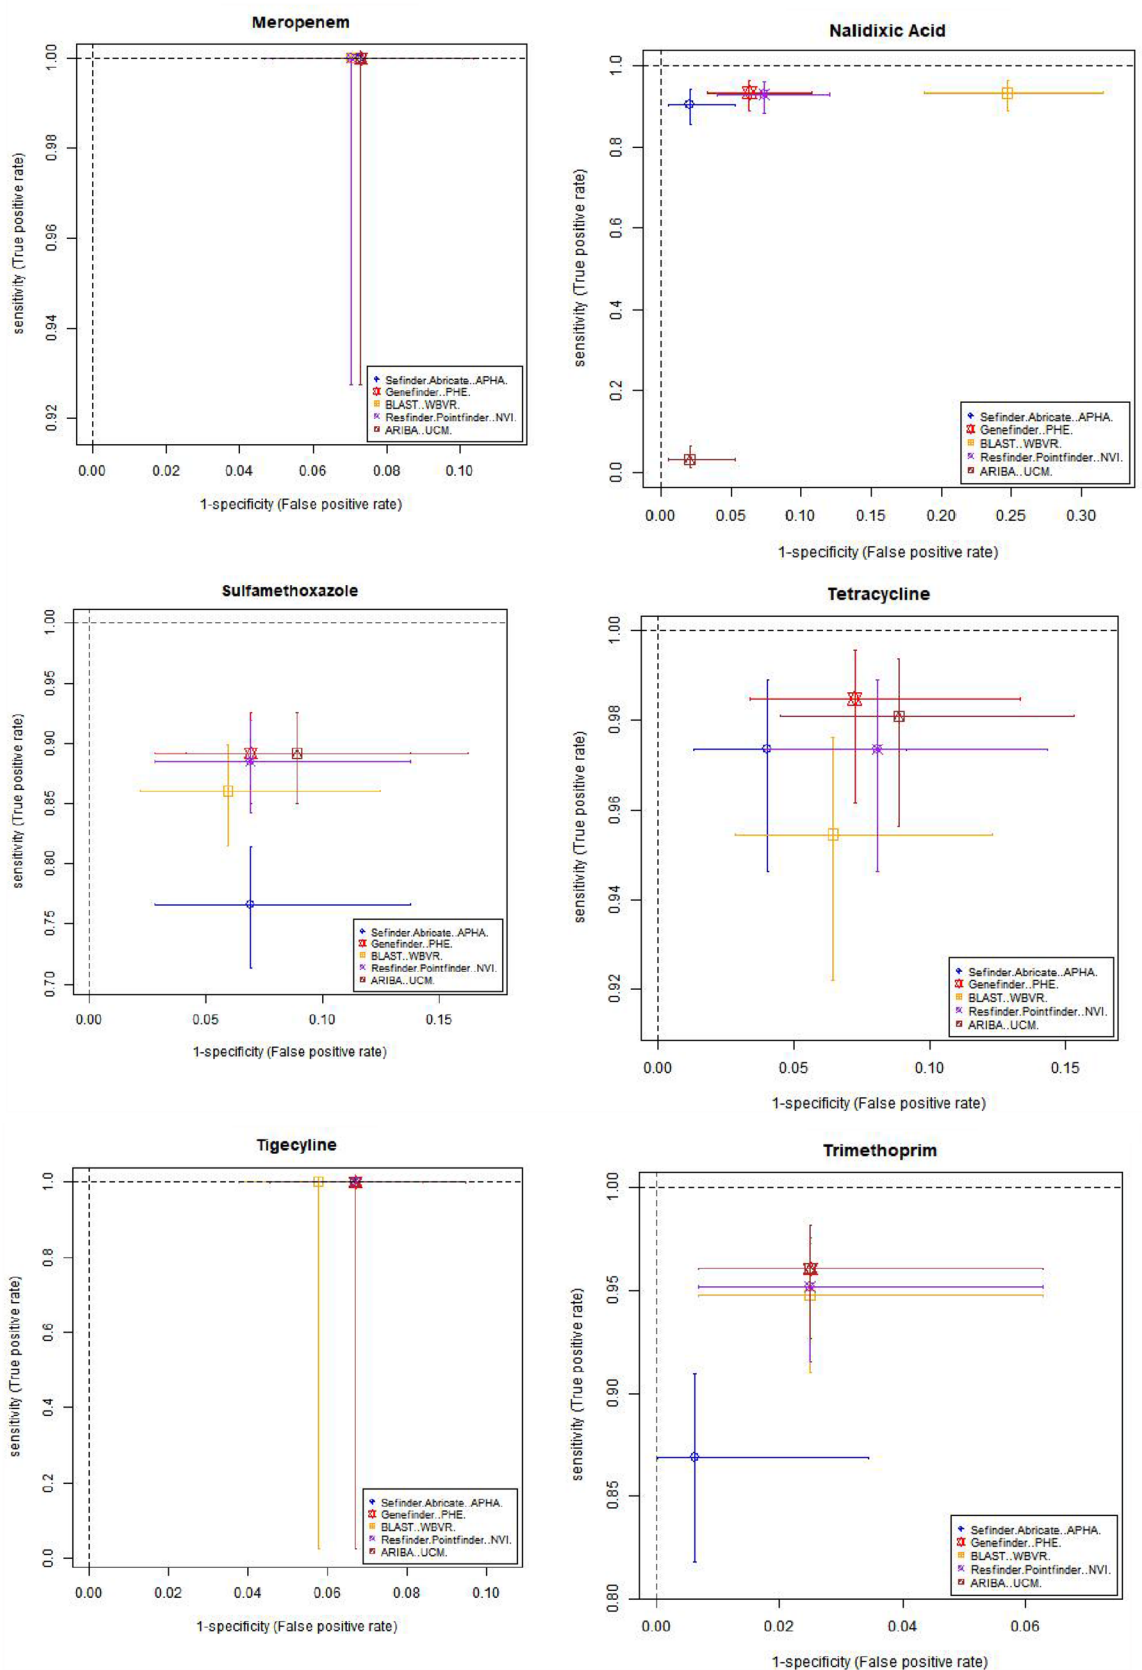 Meropenem
sensitivity (True positive rate)
1.00
0.98
0.96
0.94
0.92
0.00
0.02
0.04
0.06
0.08
0.10
1-specificity (False positive rate)
Sefinder.Abricate..APHA.
Genefinder..PHE.
BLAST..WBVR.
Resfinder.Pointfinder..NVI.
ARIBA..UCM.
Nalidixic Acid
sensitivity (True positive rate)
1.0
0.8
0.6
0.4
0.2
0.0
0.00
0.05
0.10
0.15
0.20
0.25
0.30
1-specificity (False positive rate)
Sefinder.Abricate..APHA.
Genefinder..PHE.
BLAST..WBVR.
Resfinder.Pointfinder..NVI.
ARIBA..UCM.
Sulfamethoxazole
sensitivity (True positive rate)
1.00
0.95
0.90
0.85
0.80
0.75
0.70
0.00
0.05
0.10
0.15
1-specificity (False positive rate)
Sefinder.Abricate..APHA.
Genefinder..PHE.
BLAST..WBVR.
Resfinder.Pointfinder..NVI.
ARIBA..UCM.
Tetracycline
sensitivity (True positive rate)
1.00
0.98
0.96
0.94
0.92
0.00
0.05
0.10
0.15
1-specificity (False positive rate)
Sefinder.Abricate..APHA.
Genefinder..PHE.
BLAST..WBVR.
Resfinder.Pointfinder..NVI.
ARIBA..UCM.
Tigecyline
sensitivity (True positive rate)
1.0
0.8
0.6
0.4
0.2
0.0
0.00
0.02
0.04
0.06
0.08
0.10
1-specificity (False positive rate)
Sefinder.Abricate..APHA.
Genefinder..PHE.
BLAST..WBVR.
Resfinder.Pointfinder..NVI.
ARIBA..UCM.
Trimethoprim
sensitivity (True positive rate)
1.00
0.95
0.90
0.85
0.80
0.00
0.02
0.04
0.06
1-specificity (False positive rate)
Sefinder.Abricate..APHA.
Genefinder..PHE.
BLAST..WBVR.
Resfinder.Pointfinder..NVI.
ARIBA..UCM.